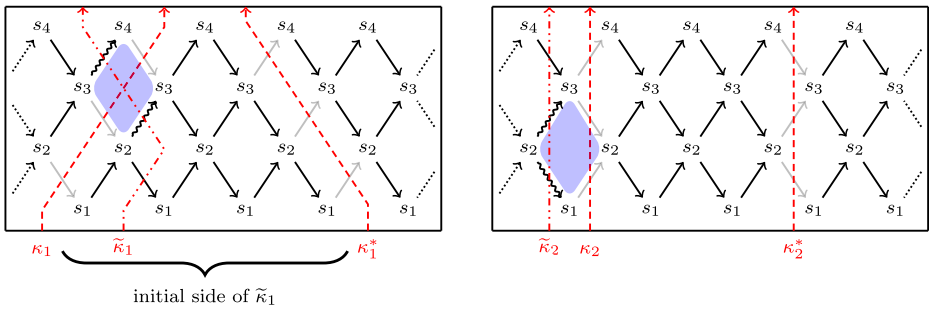 s₄ s₄ s₄ s₄ s₄
s₃ s₃ s₃ s₃
s₂ s₂ s₂ s₂ s₂
s₁ s₁ s₁ s₁ s₁
κ₁ κ̃₁ κ₁*
initial side of κ̃₁
s₄ s₄ s₄ s₄
s₃ s₃ s₃ s₃ s₃
s₂ s₂ s₂ s₂ s₂
s₁ s₁ s₁ s₁ s₁
κ̃₂ κ₂ κ₂*